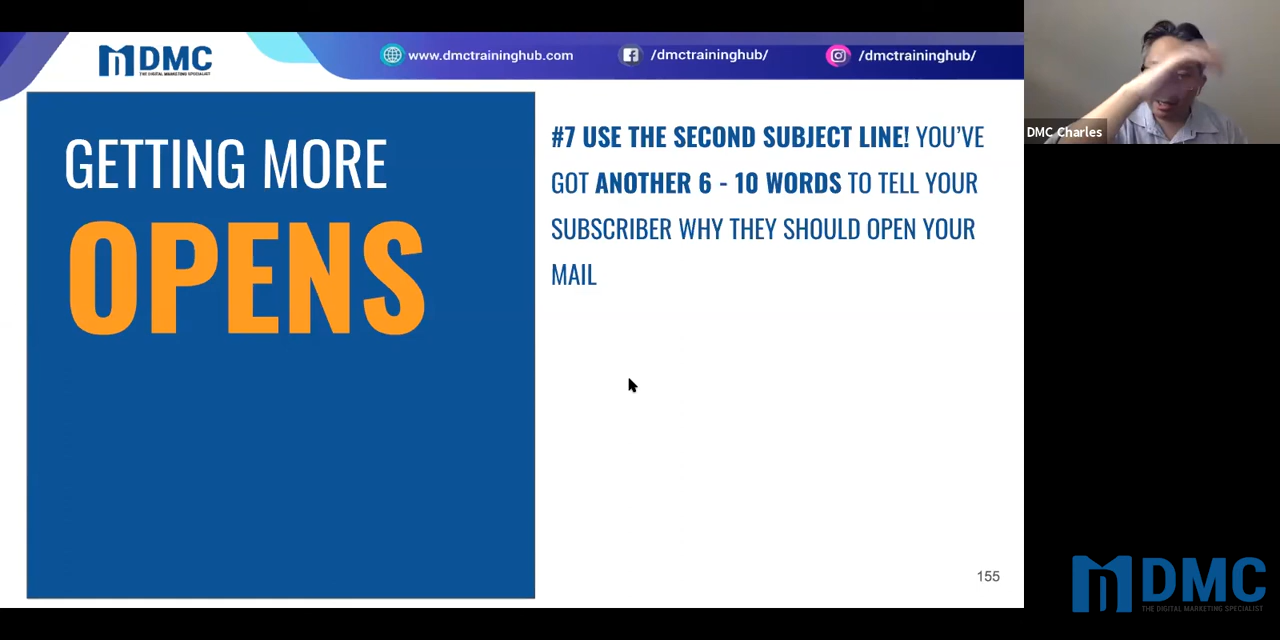 DMC
THE DIGITAL MARKETING SPECIALIST
www.dmctraininghub.com
/dmctraininghub/
/dmctraininghub/
DMC Charles
GETTING MORE
OPENS
#7 USE THE SECOND SUBJECT LINE! YOU'VE
GOT ANOTHER 6 - 10 WORDS TO TELL YOUR
SUBSCRIBER WHY THEY SHOULD OPEN YOUR
MAIL
155
DMC
THE DIGITAL MARKETING SPECIALIST